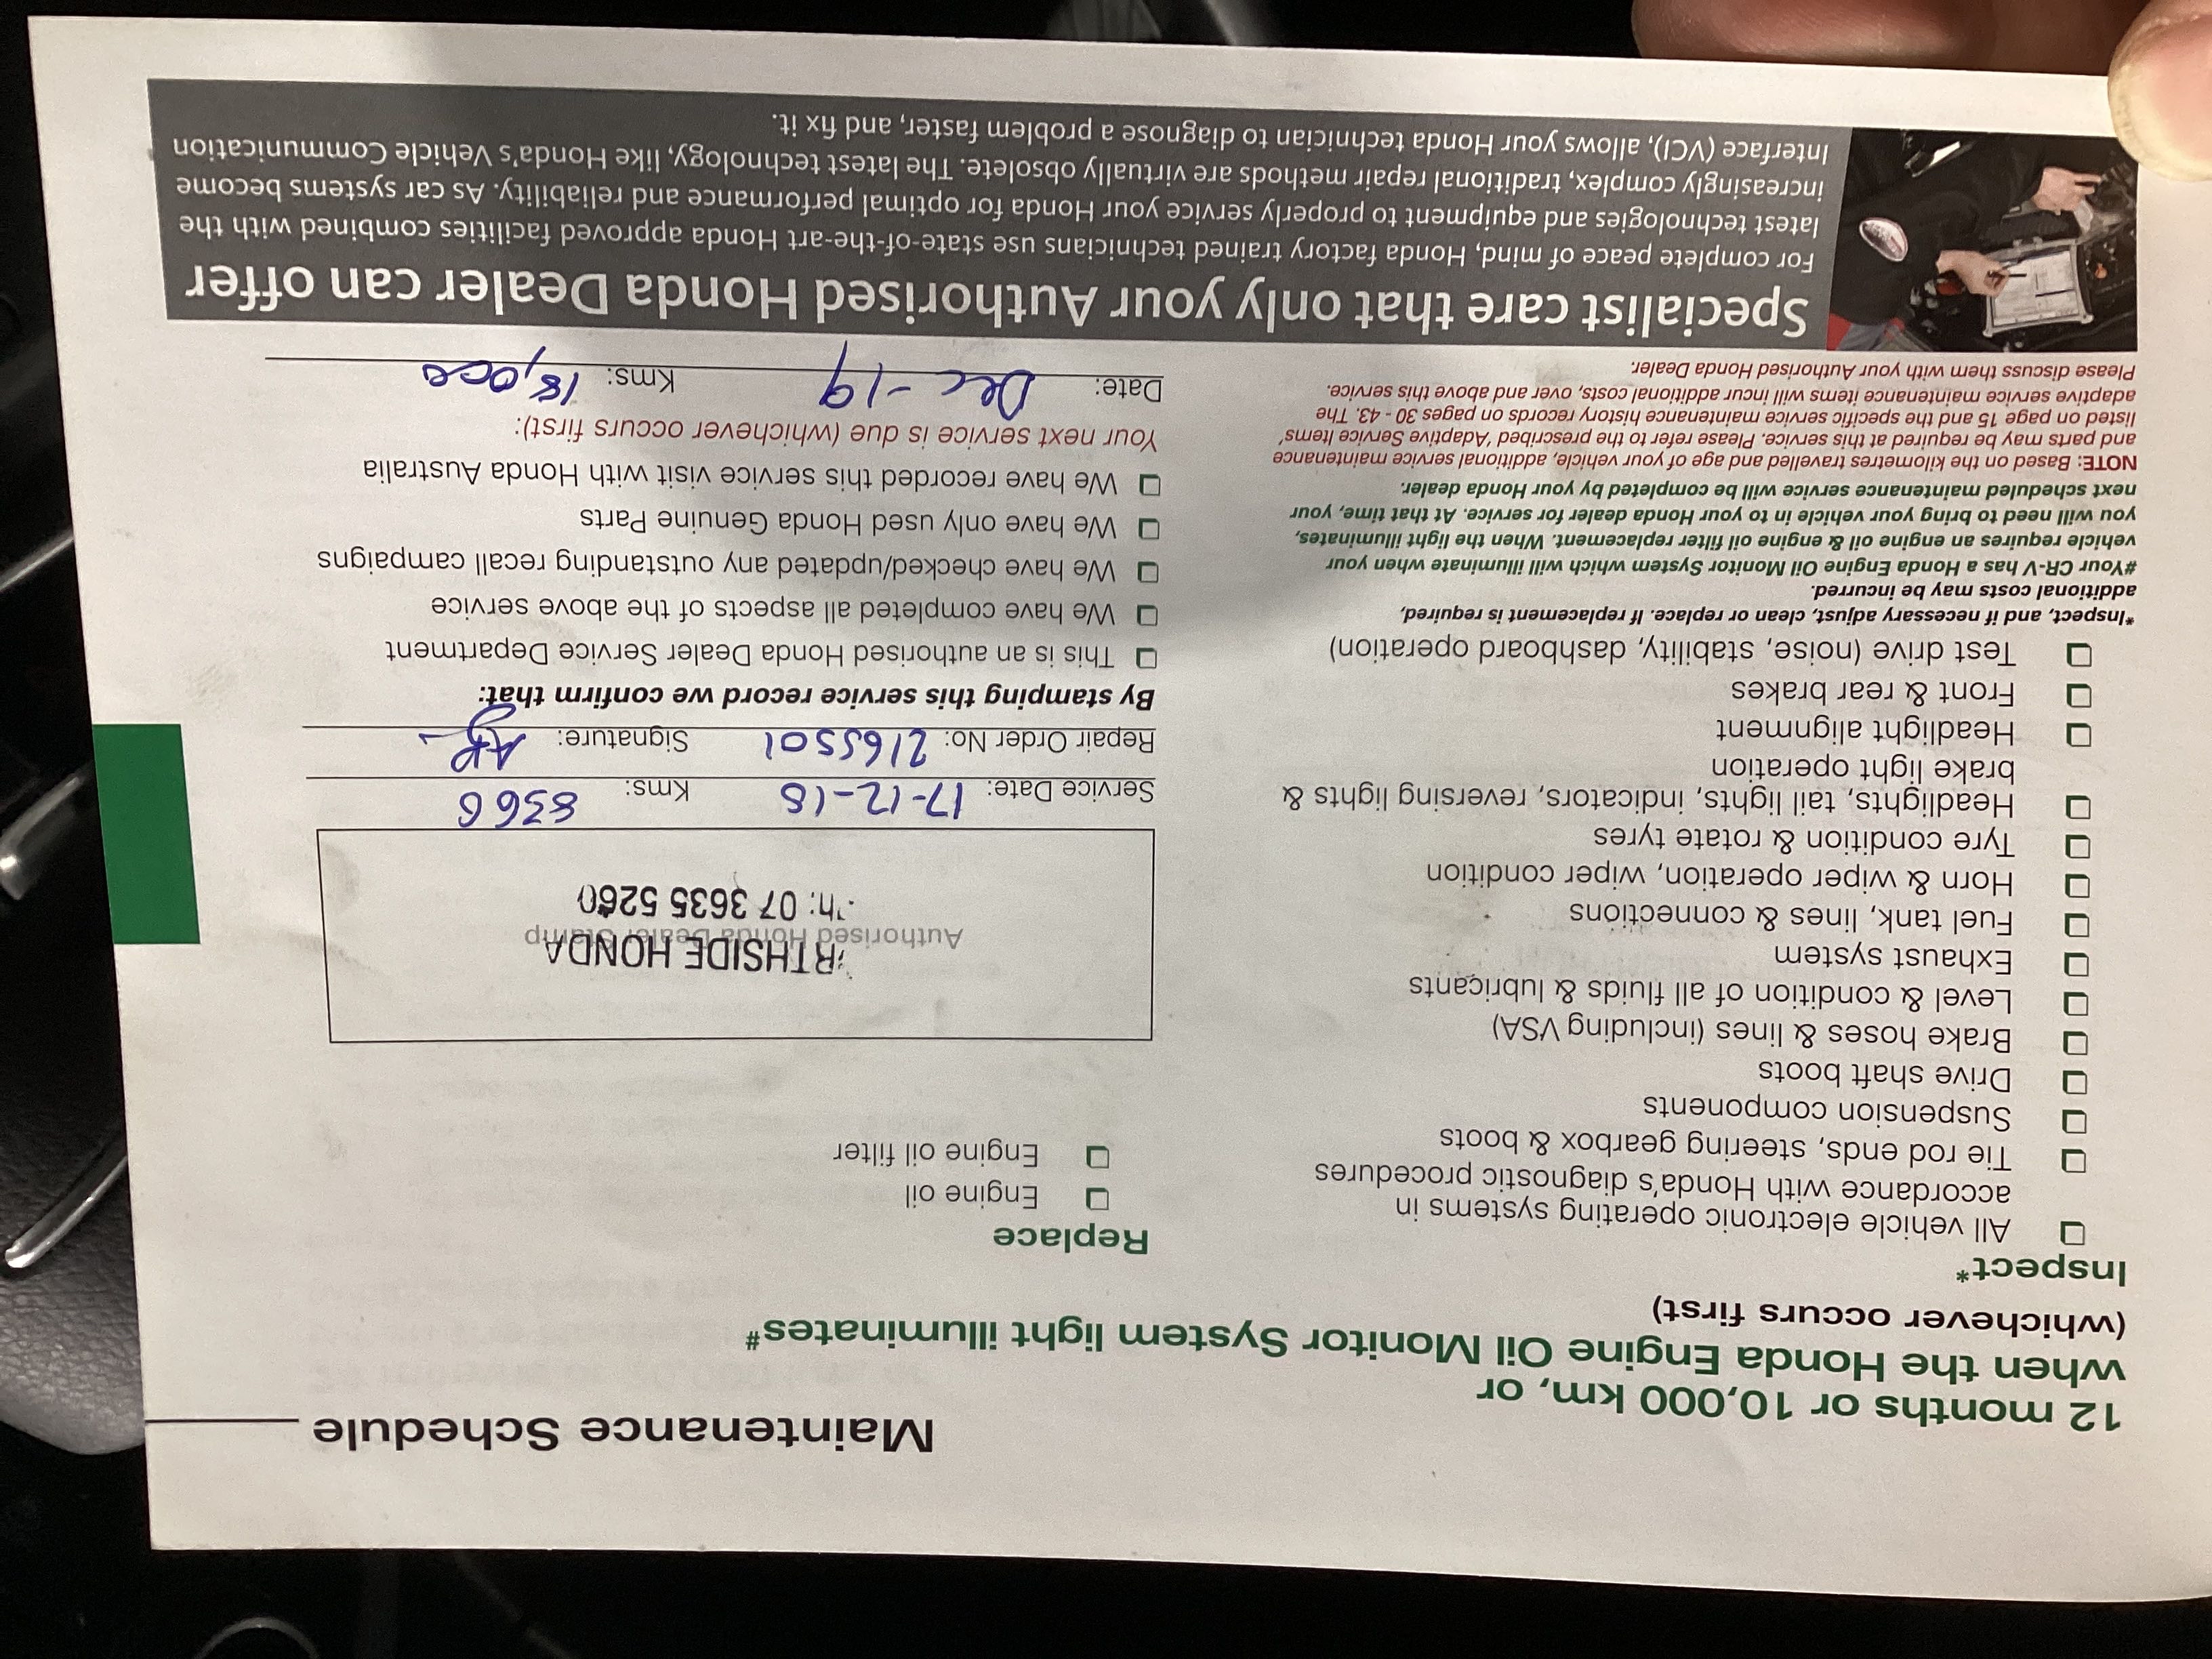 Maintenance Schedule
12 months or 10,000 km, or
when the Honda Engine Oil Monitor System light illuminates#
(whichever occurs first)
Inspect*
All vehicle electronic operating systems in
accordance with Honda's diagnostic procedures
Tie rod ends, steering gearbox & boots
Suspension components
Drive shaft boots
Brake hoses & lines (including VSA)
Level & condition of all fluids & lubricants
Exhaust system
Fuel tank, lines & connections
Horn & wiper operation, wiper condition
Tyre condition & rotate tyres
Headlights, tail lights, indicators, reversing lights &
brake light operation
Headlight alignment
Front & rear brakes
Test drive (noise, stability, dashboard operation)
*Inspect, and if necessary adjust, clean or replace. If replacement is required,
additional costs may be incurred.
#Your CR-V has a Honda Engine Oil Monitor System which will illuminate when your
vehicle requires an engine oil & engine oil filter replacement. When the light illuminates,
you will need to bring your vehicle in to your Honda dealer for service. At that time, your
next scheduled maintenance service will be completed by your Honda dealer.
NOTE: Based on the kilometres travelled and age of your vehicle, additional service maintenance
and parts may be required at this service. Please refer to the prescribed 'Adaptive Service Items'
listed on page 15 and the specific service maintenance history records on pages 30 - 43. The
adaptive service maintenance items will incur additional costs, over and above this service.
Please discuss them with your Authorised Honda Dealer.
Replace
Engine oil
Engine oil filter
RTHSIDE HONDA
Authorised Honda Dealer Stamp
h: 07 3635 5260
Service Date: 17-12-18 Kms: 8366
Repair Order No: 2165501 Signature:
By stamping this service record we confirm that:
This is an authorised Honda Dealer Service Department
We have completed all aspects of the above service
We have checked/updated any outstanding recall campaigns
We have only used Honda Genuine Parts
We have recorded this service visit with Honda Australia
Your next service is due (whichever occurs first):
Date: Dec -19 Kms: 18,000
Specialist care that only your Authorised Honda Dealer can offer
For complete peace of mind, Honda factory trained technicians use state-of-the-art Honda approved facilities combined with the
latest technologies and equipment to properly service your Honda for optimal performance and reliability. As car systems become
increasingly complex, traditional repair methods are virtually obsolete. The latest technology, like Honda's Vehicle Communication
Interface (VCI), allows your Honda technician to diagnose a problem faster, and fix it.